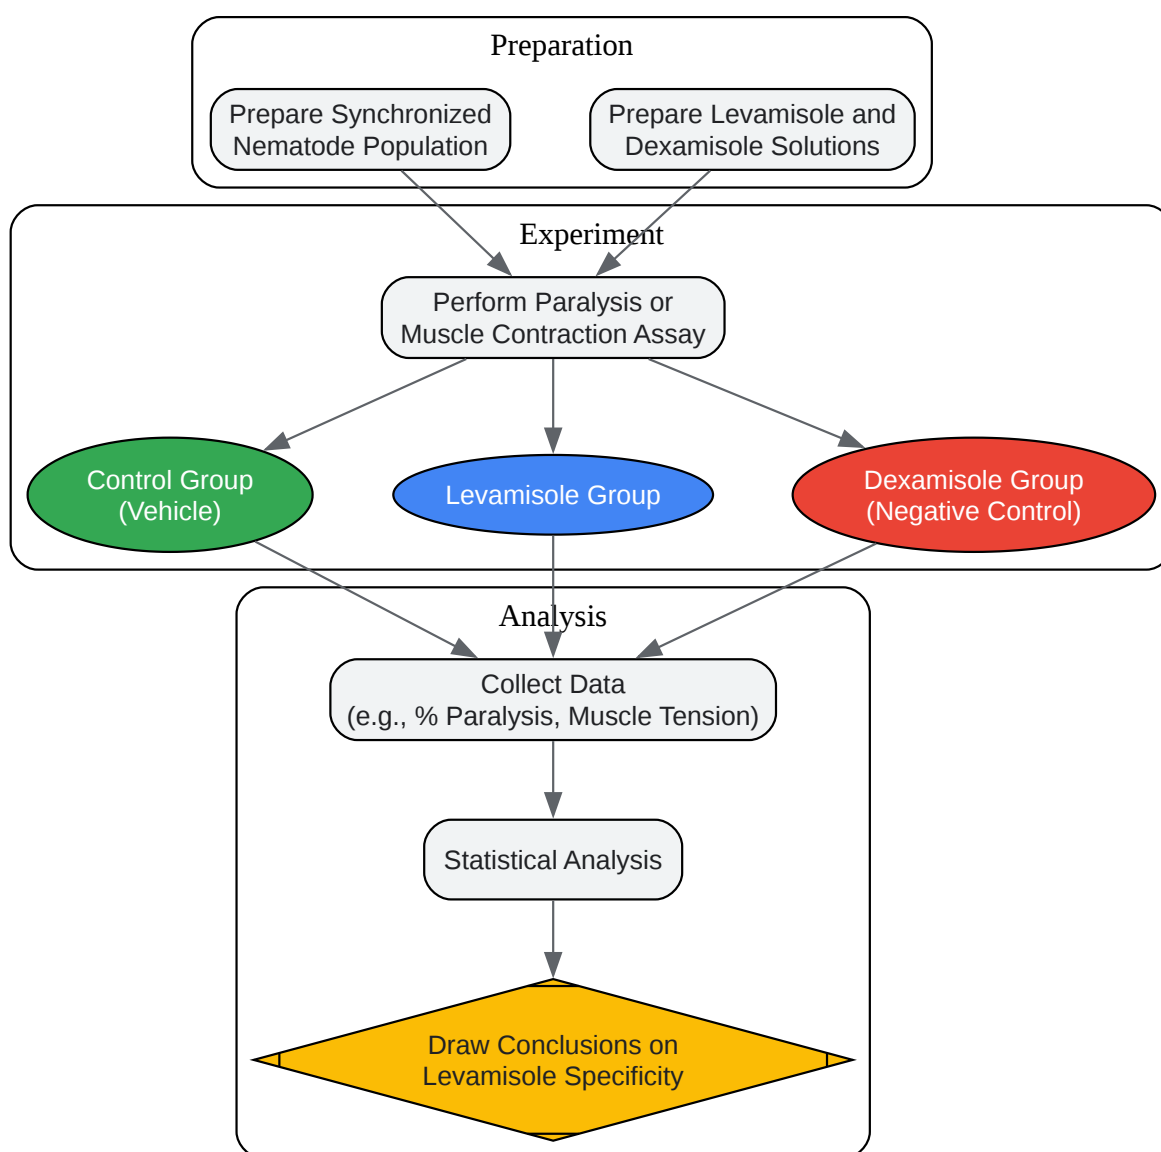 Preparation
Prepare Synchronized
Nematode Population
Prepare Levamisole and
Dexamisole Solutions
Experiment
Perform Paralysis or
Muscle Contraction Assay
Control Group
(Vehicle)
Levamisole Group
Dexamisole Group
(Negative Control)
Analysis
Collect Data
(e.g., % Paralysis, Muscle Tension)
Statistical Analysis
Draw Conclusions on
Levamisole Specificity